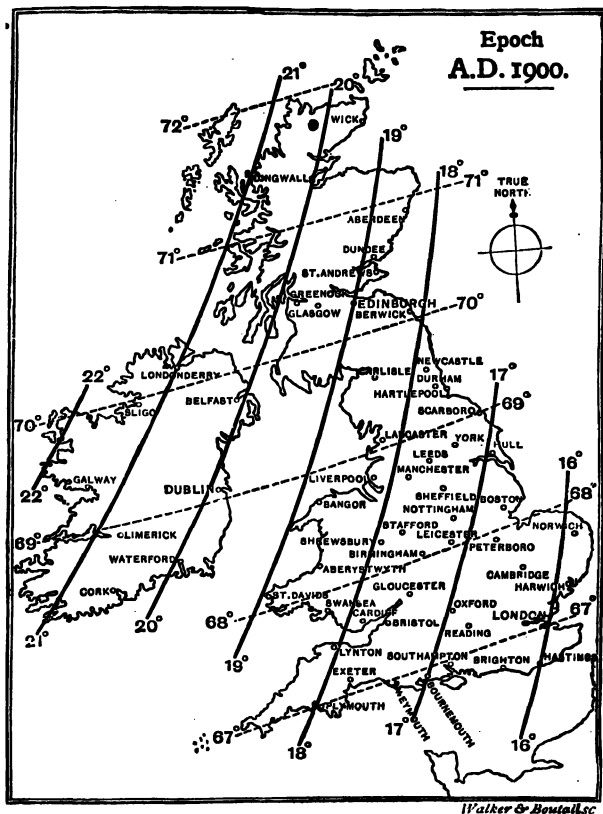 Epoch
A.D. 1900.
21°
20°
72°
WICK
19°
TRUE
NORTH
18°
71°
ABERDEEN
71°
DUNDEE
ST. ANDREWS
GREENOCK
EDINBURGH
70°
GLASGOW
BERWICK
22°
LONDONDERRY
CARLISLE
NEWCASTLE
DURHAM
17°
BELFAST
HARTLEPOOL
70°
SLIGO
SCARBORO
69°
LANCASTER
YORK
HULL
LEEDS
16°
GALWAY
LIVERPOOL
MANCHESTER
22°
DUBLIN
SHEFFIELD
68°
BANGOR
NOTTINGHAM
BOSTON
STAFFORD
NORWICH
69°
LIMERICK
SHREWSBURY
LEICESTER
PETERBORO
WATERFORD
BIRMINGHAM
ABERYSTWYTH
CAMBRIDGE
CORK
GLOUCESTER
HARWICH
ST. DAVIDS
SWANSEA
OXFORD
67°
21°
20°
68°
CARDIFF
BRISTOL
LONDON
READING
19°
LYNTON
SOUTHAMPTON
BRIGHTON
HASTINGS
EXETER
PLYMOUTH
WEYMOUTH
BOURNEMOUTH
67°
18°
17°
16°
Walker & Boutall sc